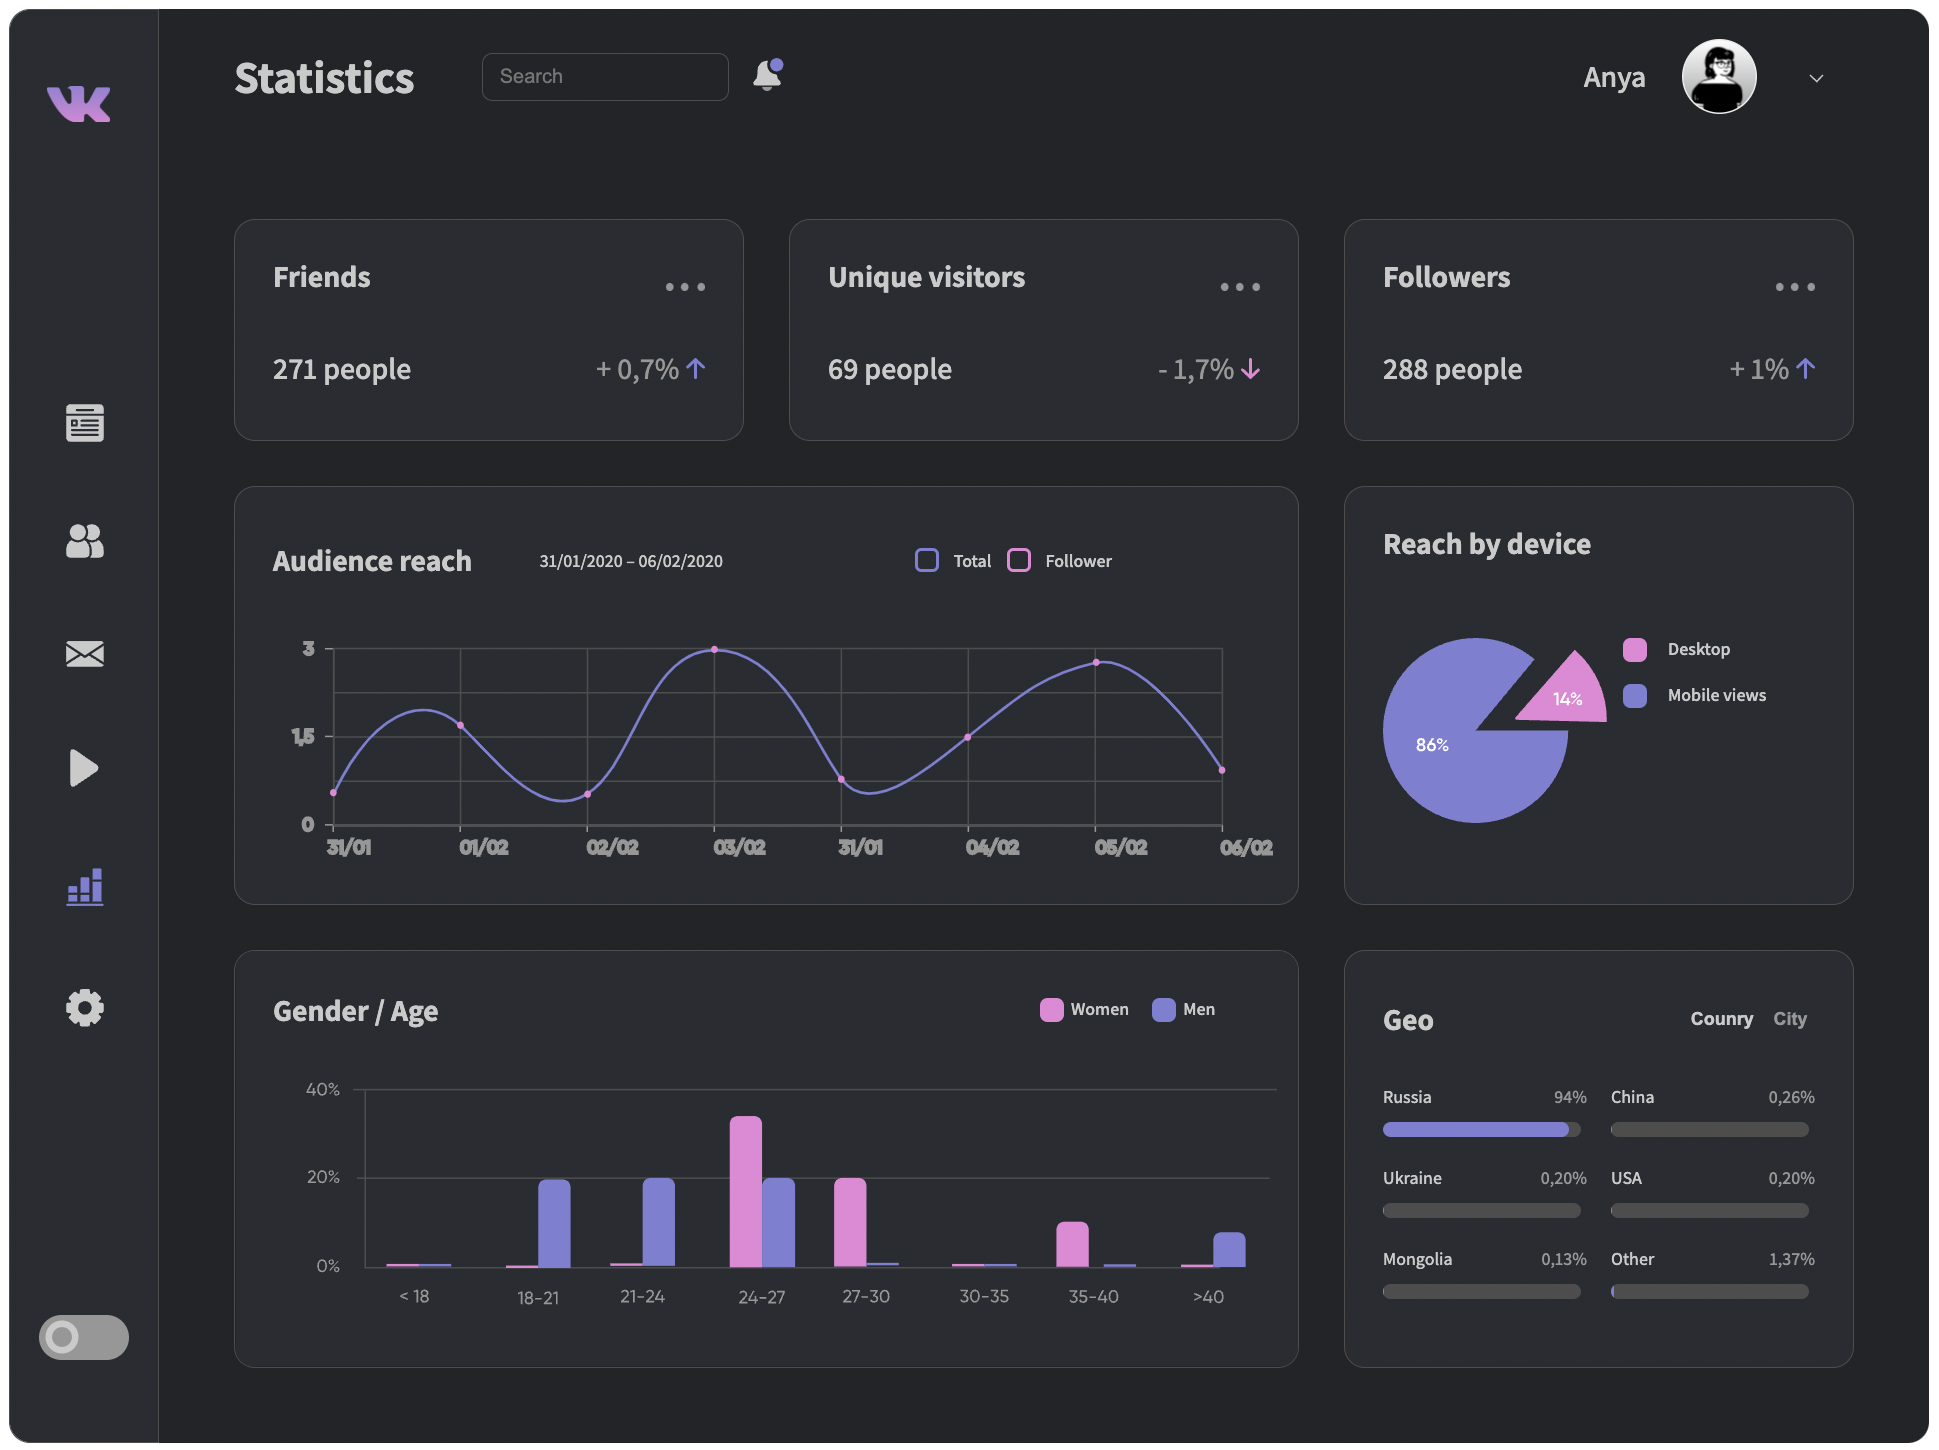 Statistics
Search
Anya
Friends
271 people
+ 0,7%
Unique visitors
69 people
- 1,7%
Followers
288 people
+ 1%
Audience reach
31/01/2020 – 06/02/2020
Total
Follower
3
1,5
0
31/01
01/02
02/02
03/02
31/01
04/02
05/02
06/02
Reach by device
Desktop
Mobile views
14%
86%
Gender / Age
Women
Men
40%
20%
0%
< 18
18-21
21-24
24-27
27-30
30-35
35-40
>40
Geo
Counry
City
Russia
94%
China
0,26%
Ukraine
0,20%
USA
0,20%
Mongolia
0,13%
Other
1,37%